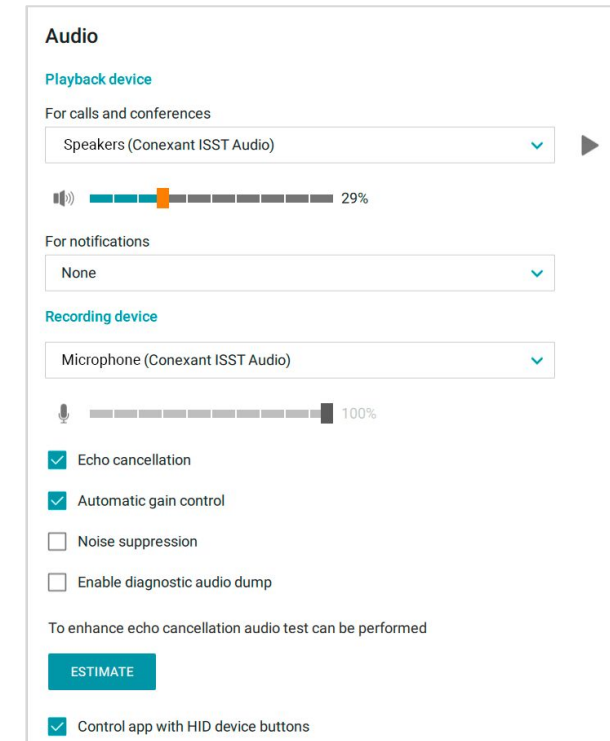 Audio
Playback device
For calls and conferences
Speakers (Conexant ISST Audio)
29%
For notifications
None
Recording device
Microphone (Conexant ISST Audio)
100%
Echo cancellation
Automatic gain control
Noise suppression
Enable diagnostic audio dump
To enhance echo cancellation audio test can be performed
ESTIMATE
Control app with HID device buttons